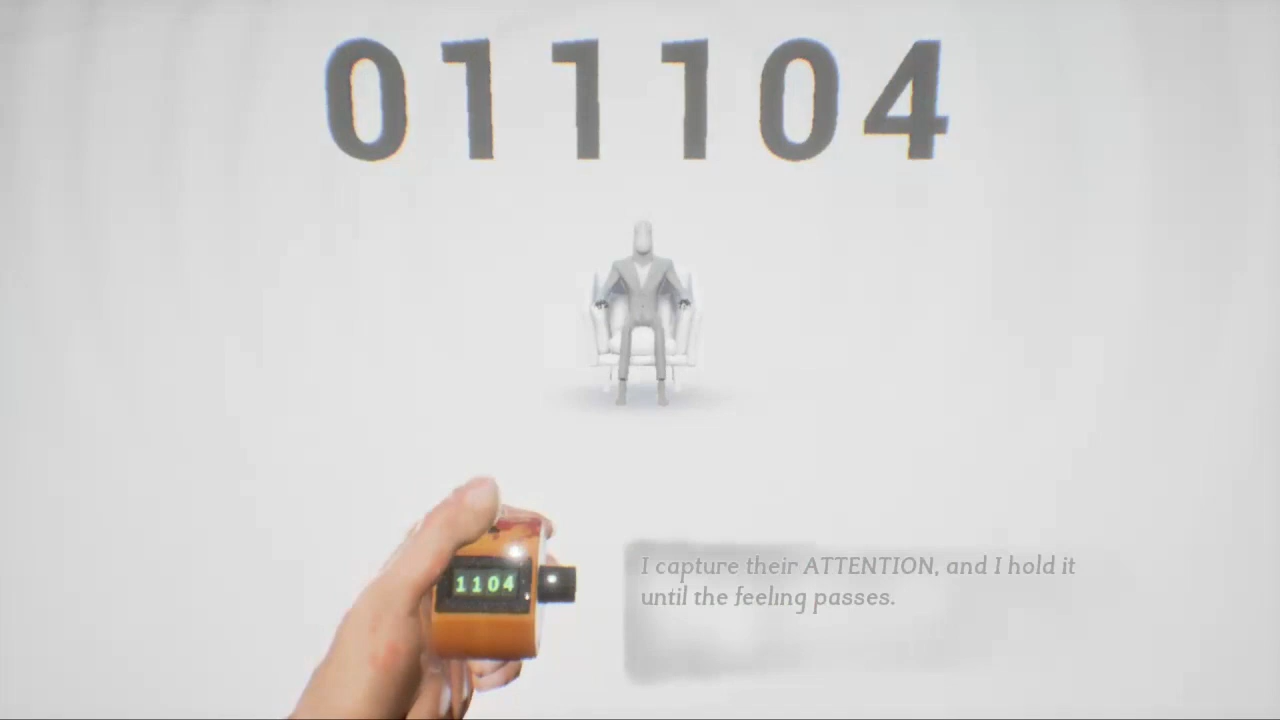 011104
1104
I capture their ATTENTION, and I hold it
until the feeling passes.